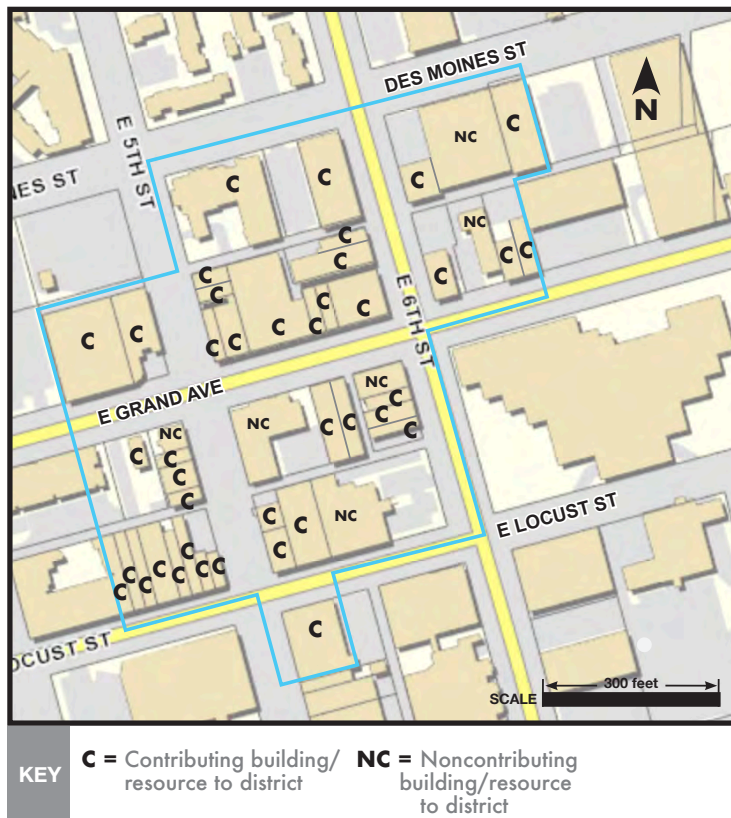 DES MOINES ST
N
E 5TH ST
NC
C
C
C
C
NES ST
NC
C
C
C
C
C
C
C
C
E 6TH ST
C
C
C
C
C
C
C
C
C
E GRAND AVE
NC
C
C
C
NC
C
C
NC
C
C
C
C
E LOCUST ST
C
C
C
NC
C
C
C
C
C
C
C
C
C
OCUST ST
300 feet
SCALE
KEY
C = Contributing building/
resource to district
NC = Noncontributing
building/resource
to district